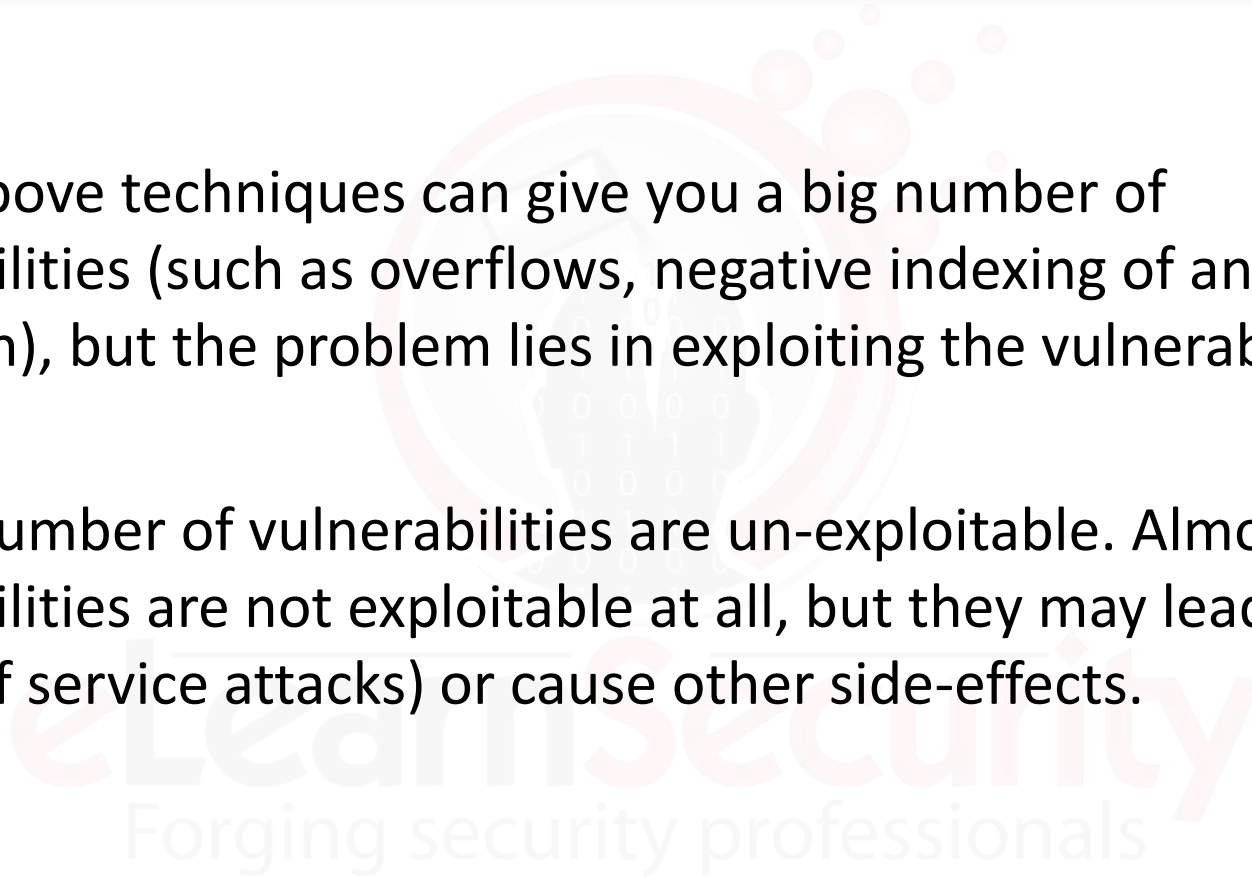 bove techniques can give you a big number of
ilities (such as overflows, negative indexing of an
n), but the problem lies in exploiting the vulnerab
umber of vulnerabilities are un-exploitable. Almo
ilities are not exploitable at all, but they may lead
f service attacks) or cause other side-effects.
eLearnSecurity
Forging security professionals